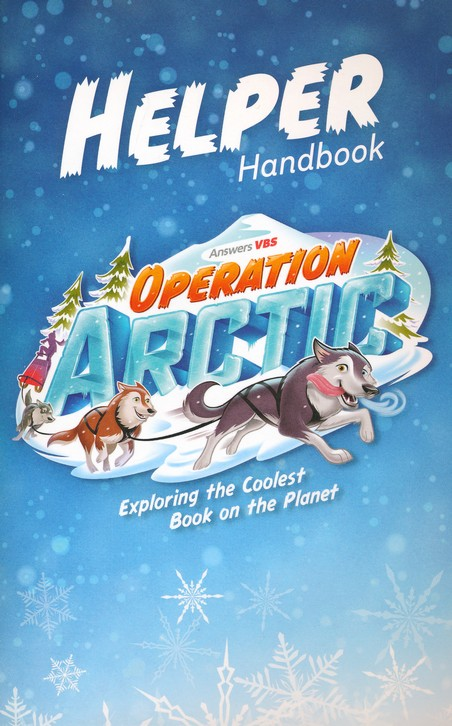 HELPER
Handbook
Answers VBS
OPERATION
ARCTIC
Exploring the Coolest
Book on the Planet